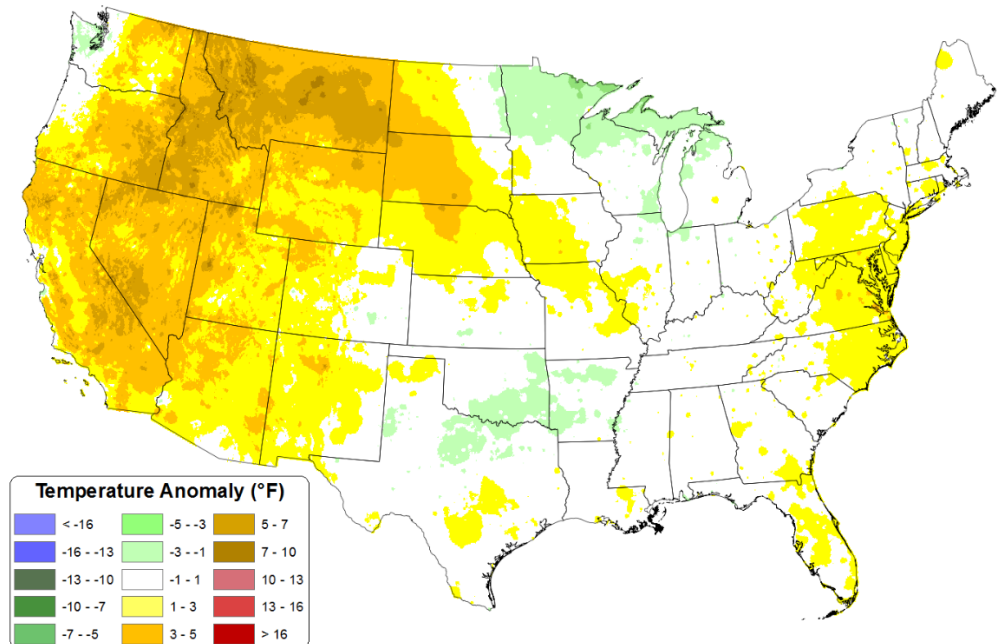 Temperature Anomaly (°F)
< -16 -5 - -3 5 - 7
-16 - -13 -3 - -1 7 - 10
-13 - -10 -1 - 1 10 - 13
-10 - -7 1 - 3 13 - 16
-7 - -5 3 - 5 > 16